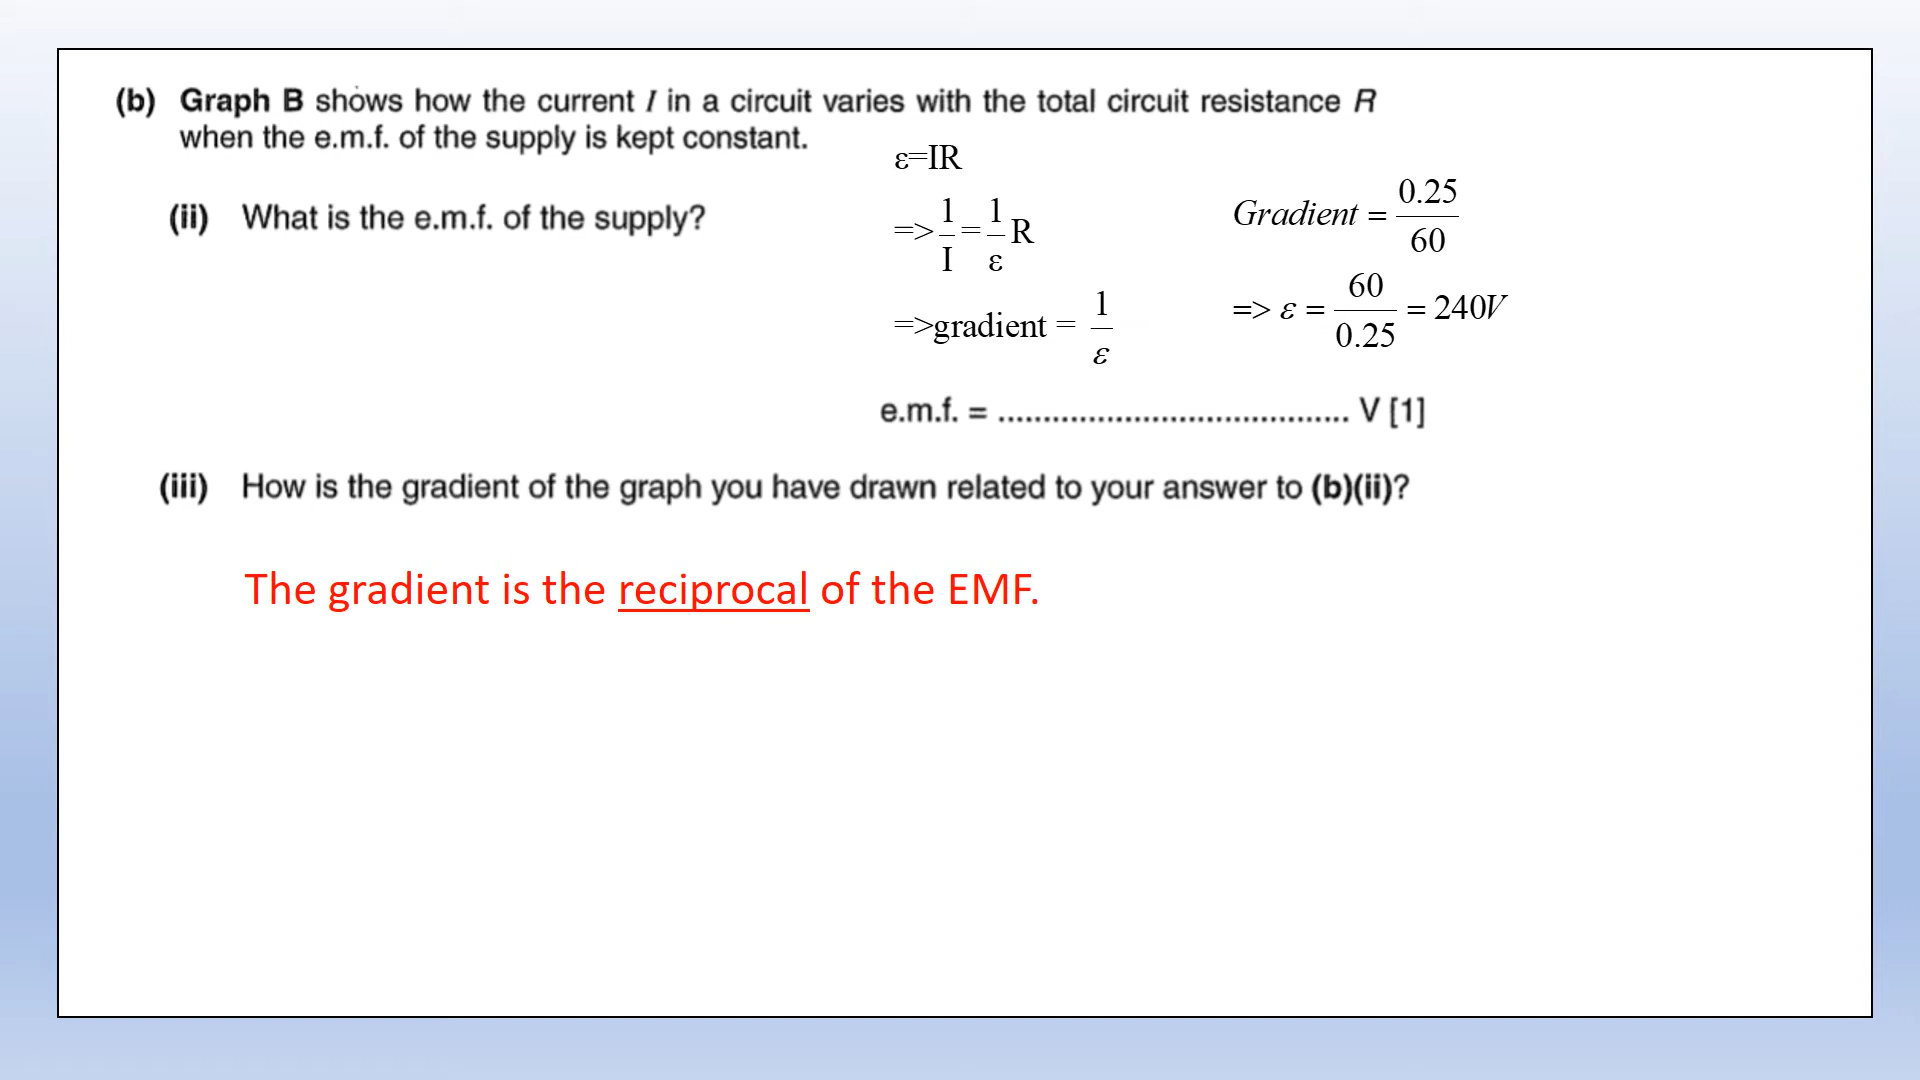 (b) Graph B shows how the current I in a circuit varies with the total circuit resistance R
when the e.m.f. of the supply is kept constant.
(ii) What is the e.m.f. of the supply?
ε=IR
=> 1/I = 1/ε R
=>gradient = 1/ε
Gradient = 0.25/60
=> ε = 60/0.25 = 240V
e.m.f. = ....................................... V [1]
(iii) How is the gradient of the graph you have drawn related to your answer to (b)(ii)?
The gradient is the reciprocal of the EMF.